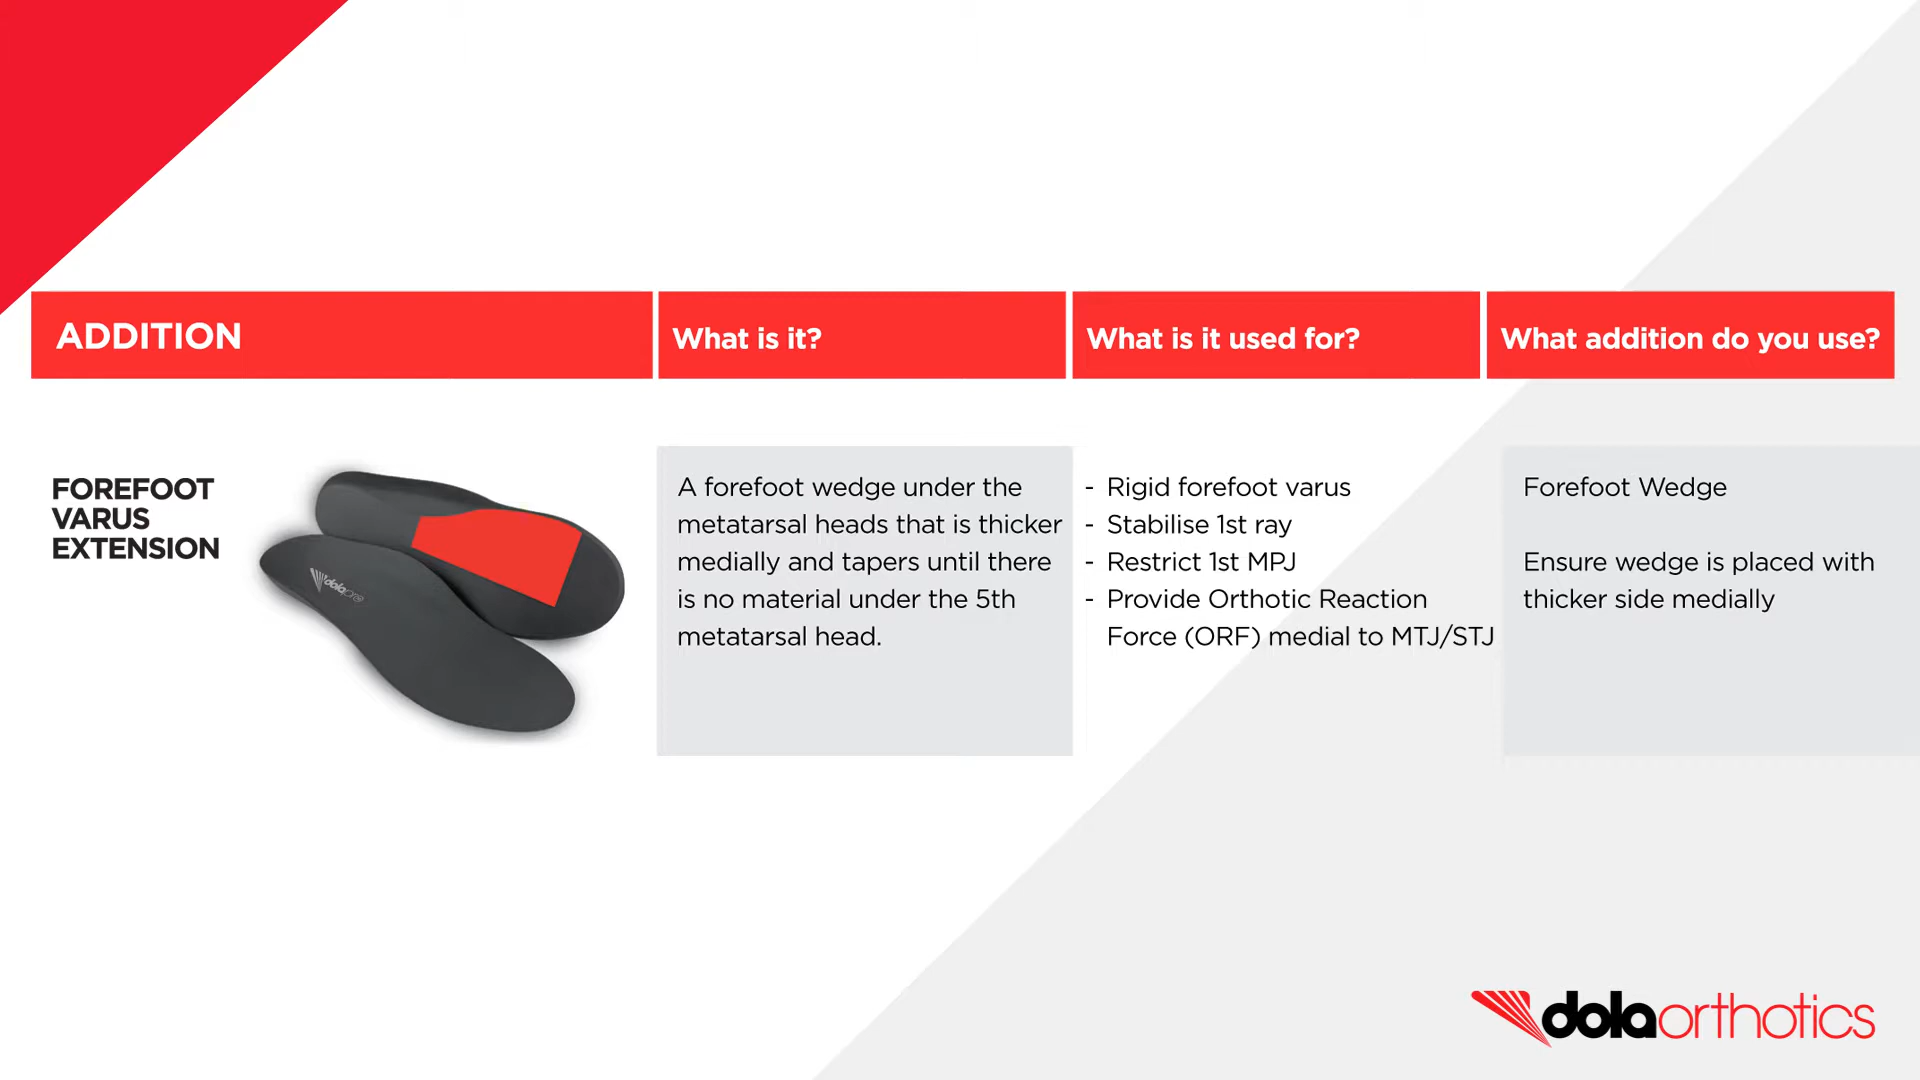 ADDITION
What is it?
What is it used for?
What addition do you use?
FOREFOOT
VARUS
EXTENSION
dolapro
A forefoot wedge under the
metatarsal heads that is thicker
medially and tapers until there
is no material under the 5th
metatarsal head.
- Rigid forefoot varus
- Stabilise 1st ray
- Restrict 1st MPJ
- Provide Orthotic Reaction
Force (ORF) medial to MTJ/STJ
Forefoot Wedge
Ensure wedge is placed with
thicker side medially
dolaorthotics